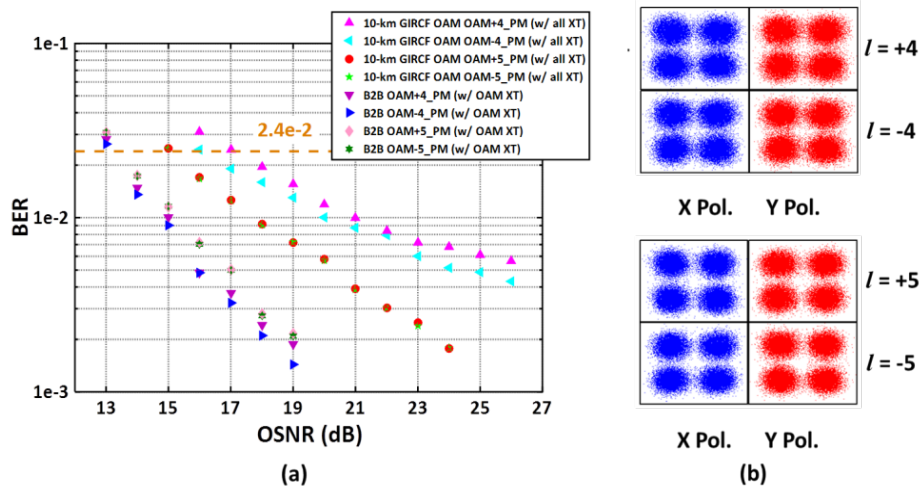 10-km GIRCF OAM OAM+4_PM (w/ all XT)
10-km GIRCF OAM OAM-4_PM (w/ all XT)
10-km GIRCF OAM OAM+5_PM (w/ all XT)
10-km GIRCF OAM OAM-5_PM (w/ all XT)
B2B OAM+4_PM (w/ OAM XT)
B2B OAM-4_PM (w/ OAM XT)
B2B OAM+5_PM (w/ OAM XT)
B2B OAM-5_PM (w/ OAM XT)
1e-1
2.4e-2
1e-2
1e-3
BER
13 15 17 19 21 23 25 27
OSNR (dB)
(a)
l = +4
l = -4
X Pol. Y Pol.
l = +5
l = -5
X Pol. Y Pol.
(b)